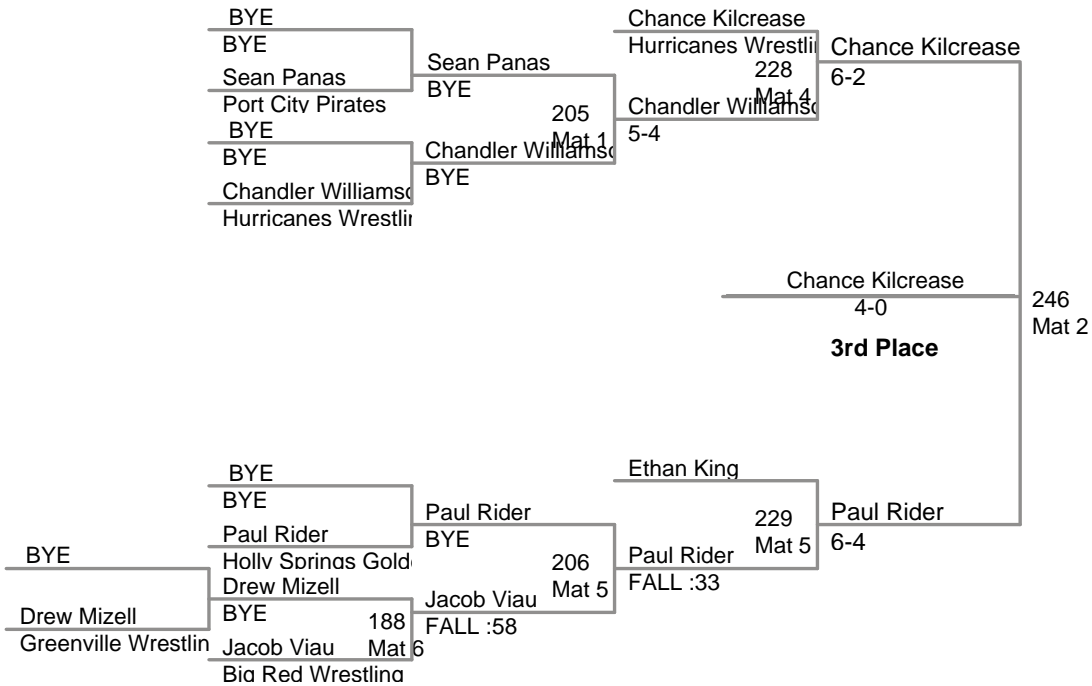 BYE
BYE
Sean Panas
Port City Pirates
BYE
BYE
Chandler Williamso
Hurricanes Wrestlin
Sean Panas
BYE
205
Mat 1
Chandler Williamso
BYE
Chance Kilcrease
Hurricanes Wrestlin
228
Mat 4
Chandler Williamso
5-4
Chance Kilcrease
6-2
Chance Kilcrease
4-0
3rd Place
246
Mat 2
BYE
Drew Mizell
Greenville Wrestlin
BYE
BYE
Paul Rider
Holly Springs Golde
Drew Mizell
BYE
188
Mat 6
Jacob Viau
Big Red Wrestling
Paul Rider
BYE
206
Mat 5
Jacob Viau
FALL :58
Ethan King
229
Mat 5
Paul Rider
FALL :33
Paul Rider
6-4